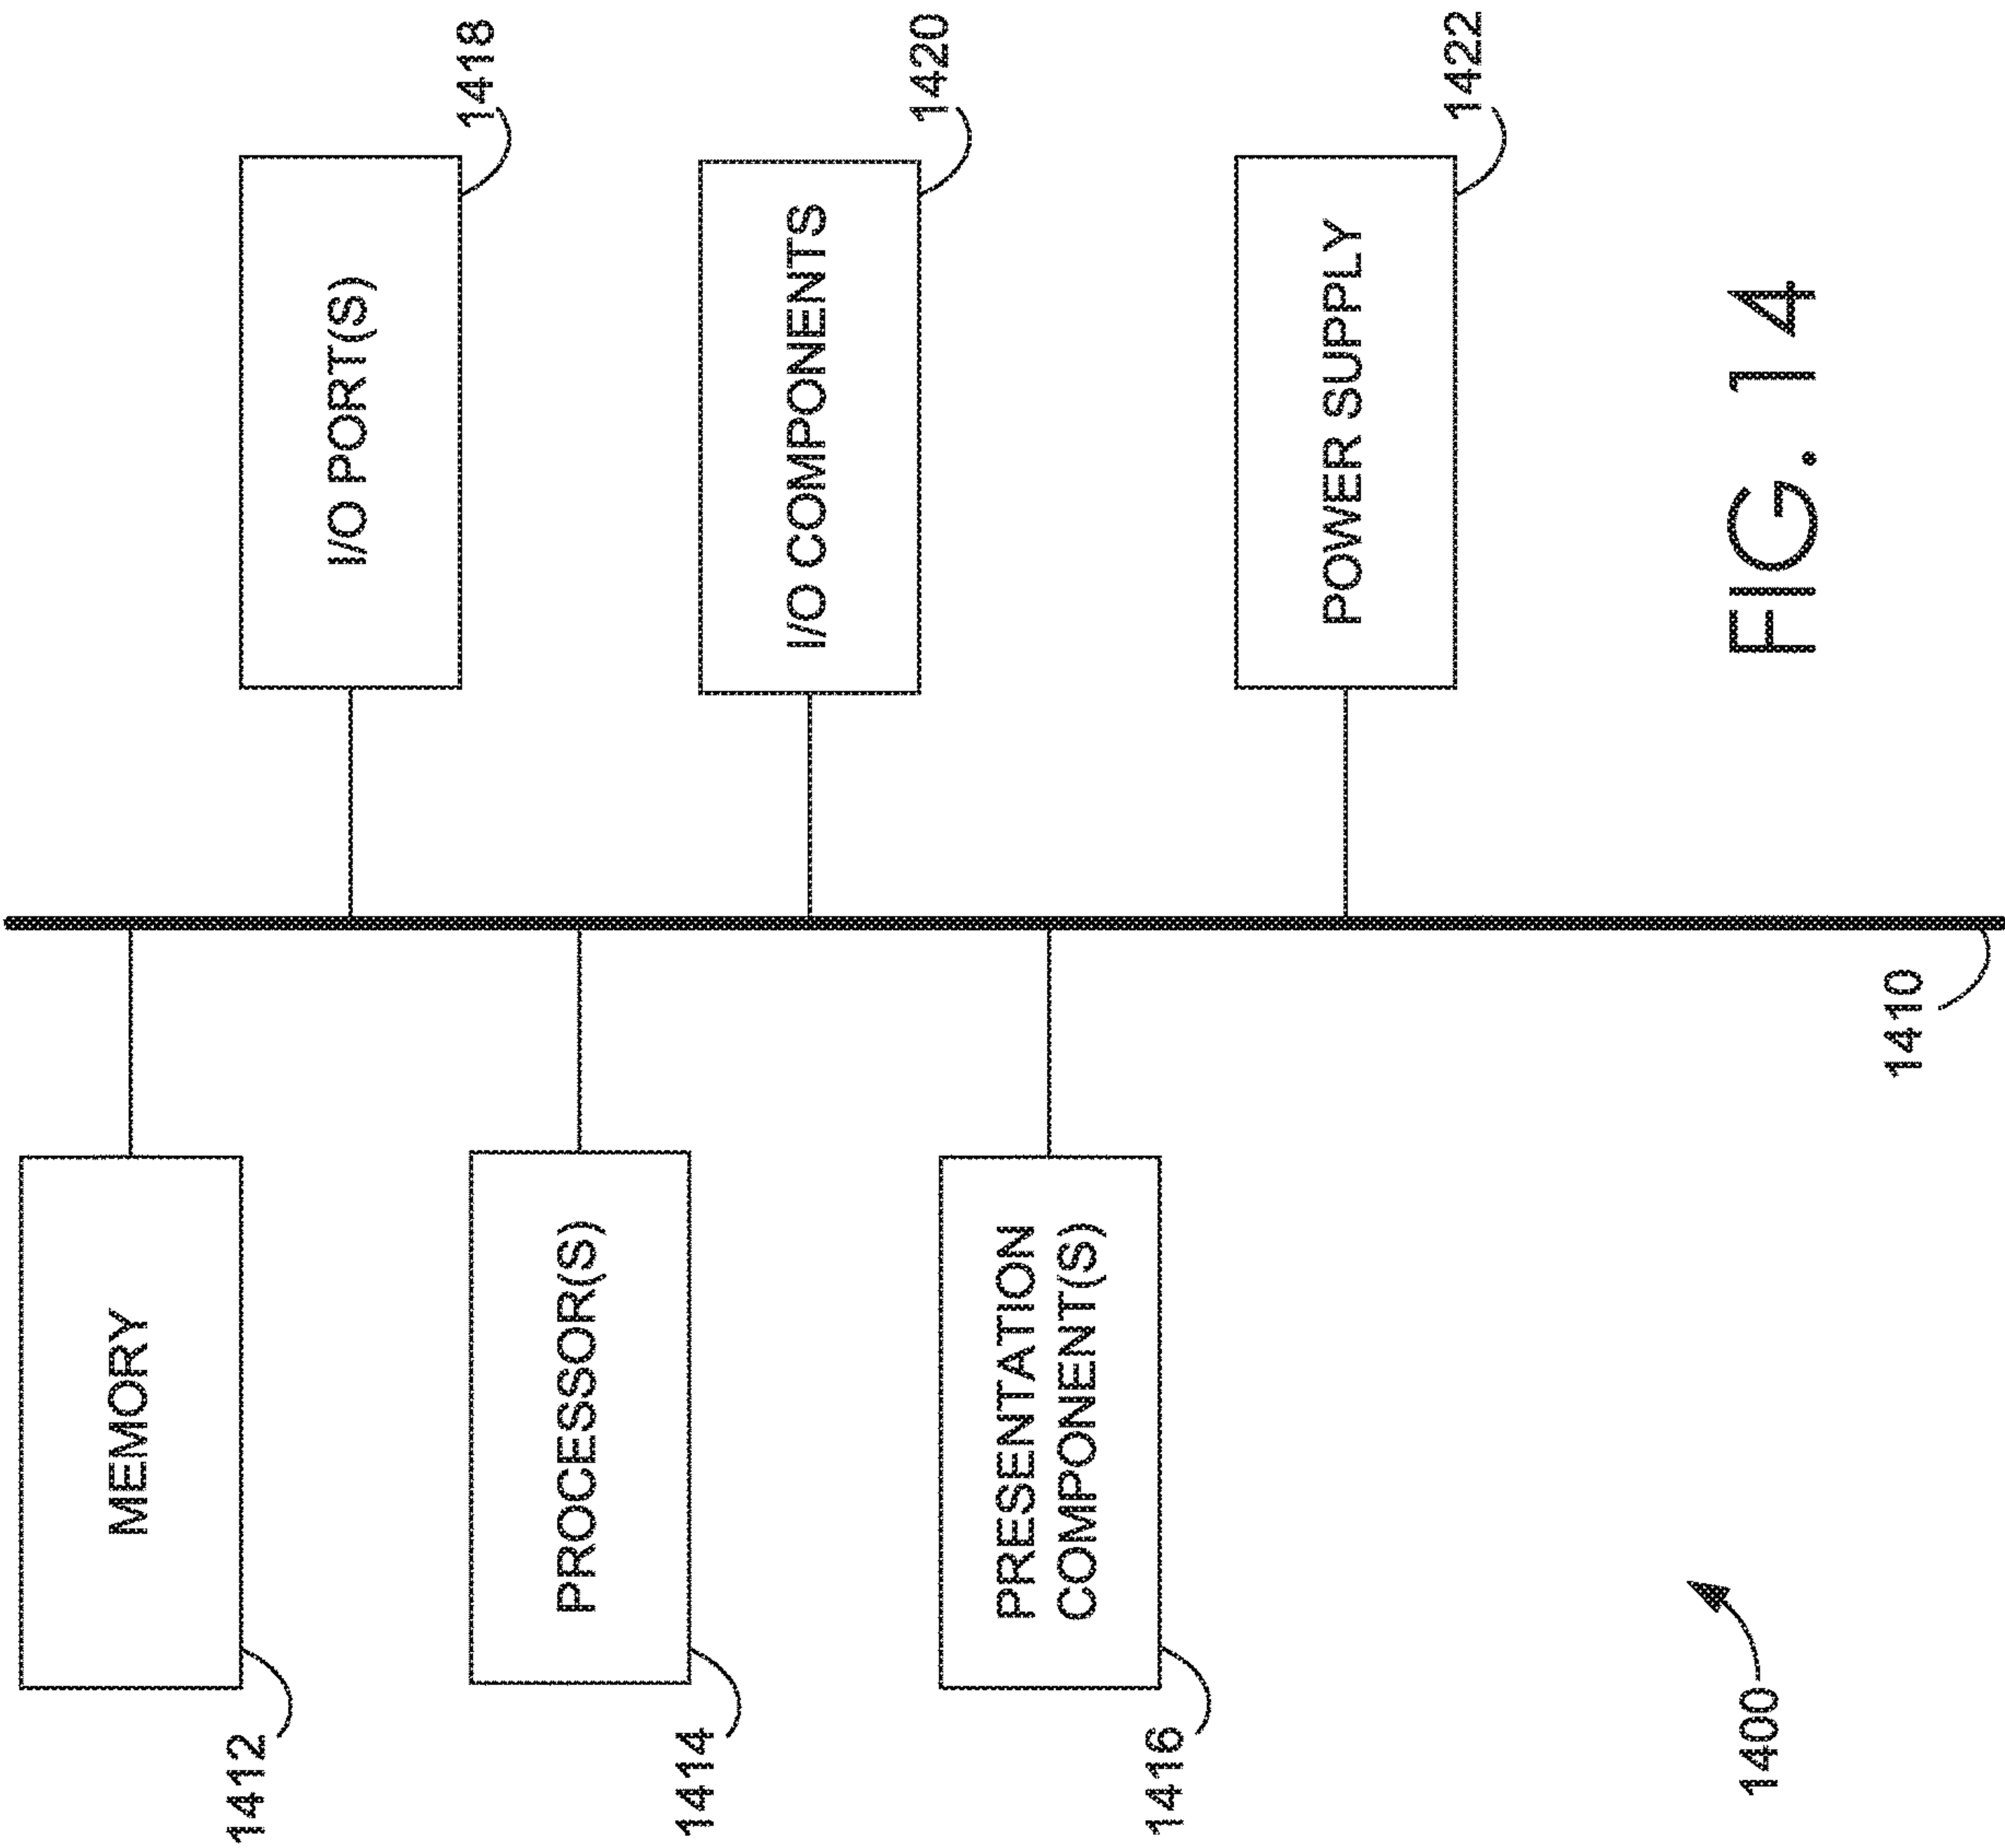 MEMORY
1412
I/O PORT(S)
1418
PROCESSOR(S)
1414
I/O COMPONENTS
1420
PRESENTATION
COMPONENT(S)
1416
POWER SUPPLY
1422
1410
1400
FIG. 14